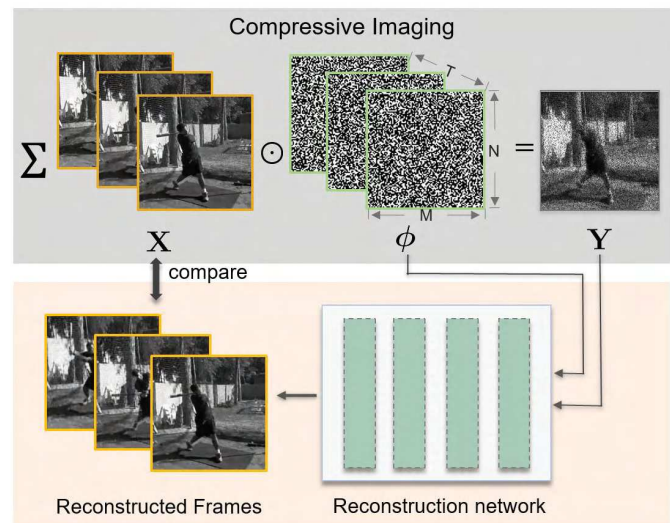 Compressive Imaging
T
Σ
⊙
N
=
M
X
ϕ
Y
compare
Reconstructed Frames
Reconstruction network